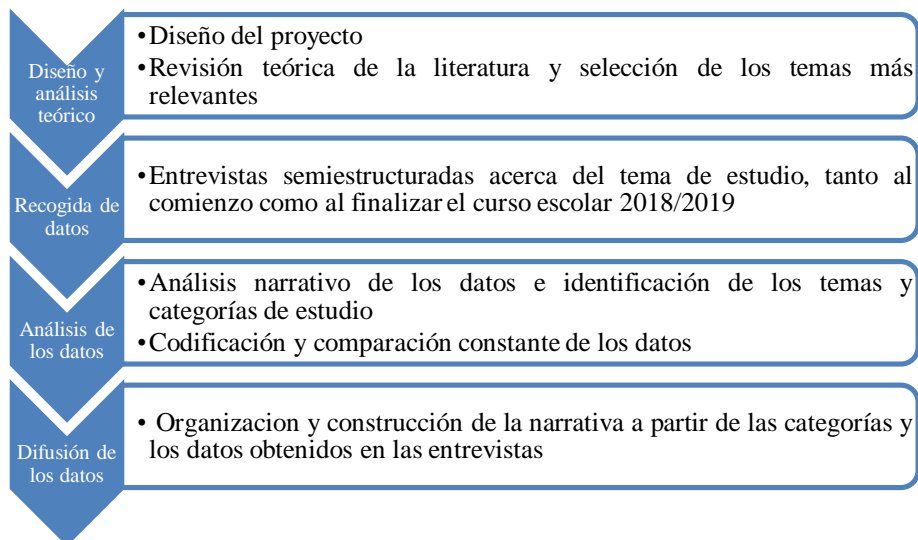 Diseño y
análisis
teórico
•Diseño del proyecto
•Revisión teórica de la literatura y selección de los temas más
relevantes
Recogida de
datos
•Entrevistas semiestructuradas acerca del tema de estudio, tanto al
comienzo como al finalizar el curso escolar 2018/2019
Análisis de
los datos
•Análisis narrativo de los datos e identificación de los temas y
categorías de estudio
•Codificación y comparación constante de los datos
Difusión de
los datos
• Organizacion y construcción de la narrativa a partir de las categorías y
los datos obtenidos en las entrevistas